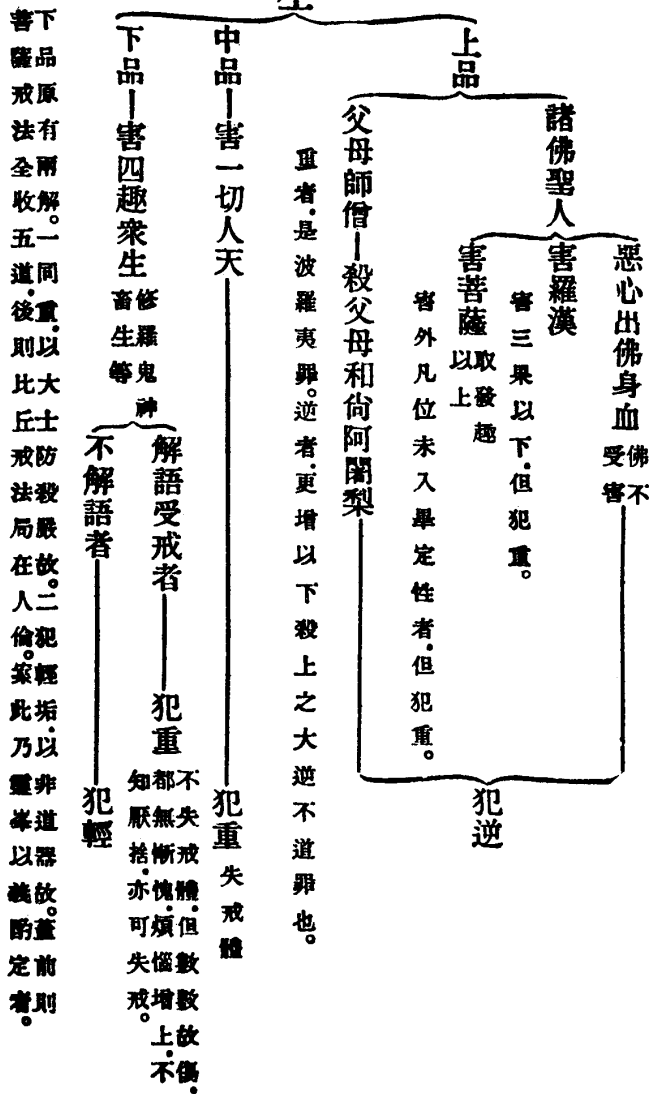 上品
諸佛聖人
惡心出佛身血
佛不
受害
害羅漢
害三果以下．但犯重。
害菩薩
取發趣
以上
害外凡位未入畢定性者．但犯重。
父母師僧—殺父母和尙阿闍梨
犯逆
重者．是波羅夷罪。逆者．更增以下殺上之大逆不道罪也。
中品—害一切人天
犯重
失戒體
下品—害四趣衆生
修羅鬼神
畜生等
解語受戒者
犯重
不失戒體．但數數故傷．
都無慚愧．煩惱增上．不
知厭捨．亦可失戒。
不解語者
犯輕
下品原有兩解。一同重．以大士防殺嚴故。二犯輕垢．以非道器故。蓋前則
菩薩戒法全收五道．後則比丘戒法局在人倫。案此乃靈峯以義酌定者。